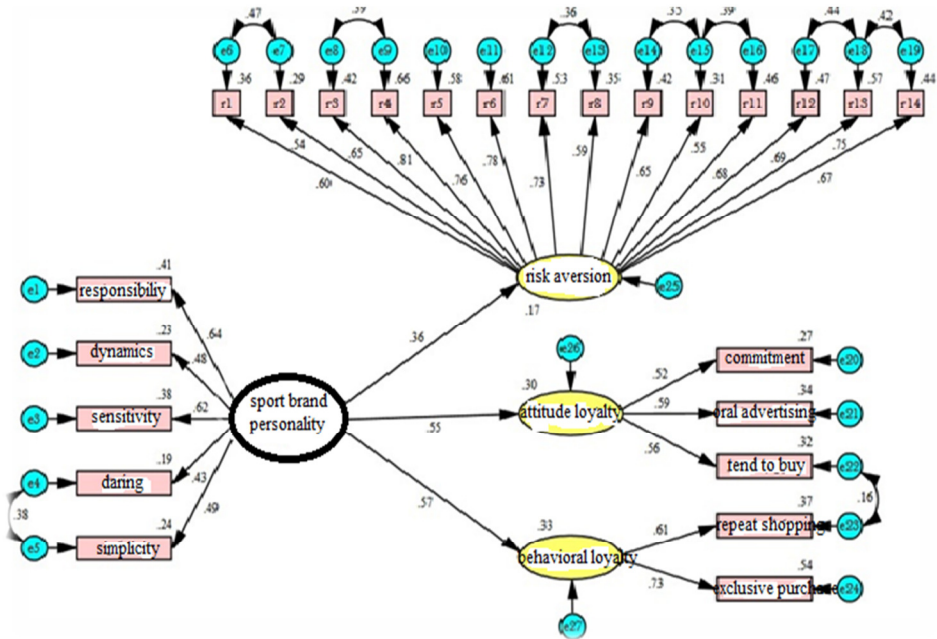 .47 .39 .36 .35 .39 .44 .42
e6 e7 e8 e9 e10 e11 e12 e13 e14 e15 e16 e17 e18 e19
.36 .29 .42 .66 .58 .61 .53 .35 .42 .31 .46 .47 .57 .44
r1 r2 r3 r4 r5 r6 r7 r8 r9 r10 r11 r12 r13 r14
.60 .54 .65 .81 .76 .78 .73 .59 .65 .55 .68 .69 .75 .67
risk aversion
e25
.17
.41
e1 responsibiliy
.64
.23
e2 dynamics
.48
.38
e3 sensitivity
.62
.19
e4 daring
.43
.38
.24
e5 simplicity
.49
sport brand
personality
.36
.55
.57
e26
.30
attitude loyalty
.52
.59
.56
.27
commitment e20
.34
oral advertising e21
.32
tend to buy e22
.16
.33
behavioral loyalty
e27
.61
.73
.37
repeat shopping e23
.54
exclusive purchase e24